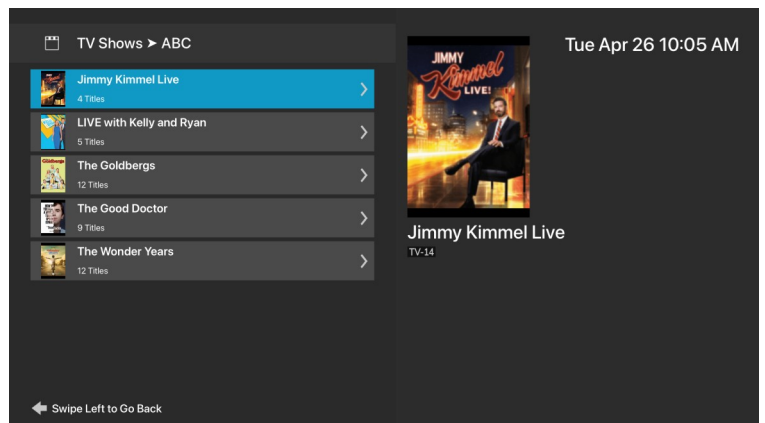 TV Shows ➤ ABC
Jimmy Kimmel Live
4 Titles
LIVE with Kelly and Ryan
5 Titles
The Goldbergs
12 Titles
The Good Doctor
9 Titles
The Wonder Years
12 Titles
Swipe Left to Go Back
Tue Apr 26 10:05 AM
JIMMY
Kimmel
LIVE!
Jimmy Kimmel Live
TV-14